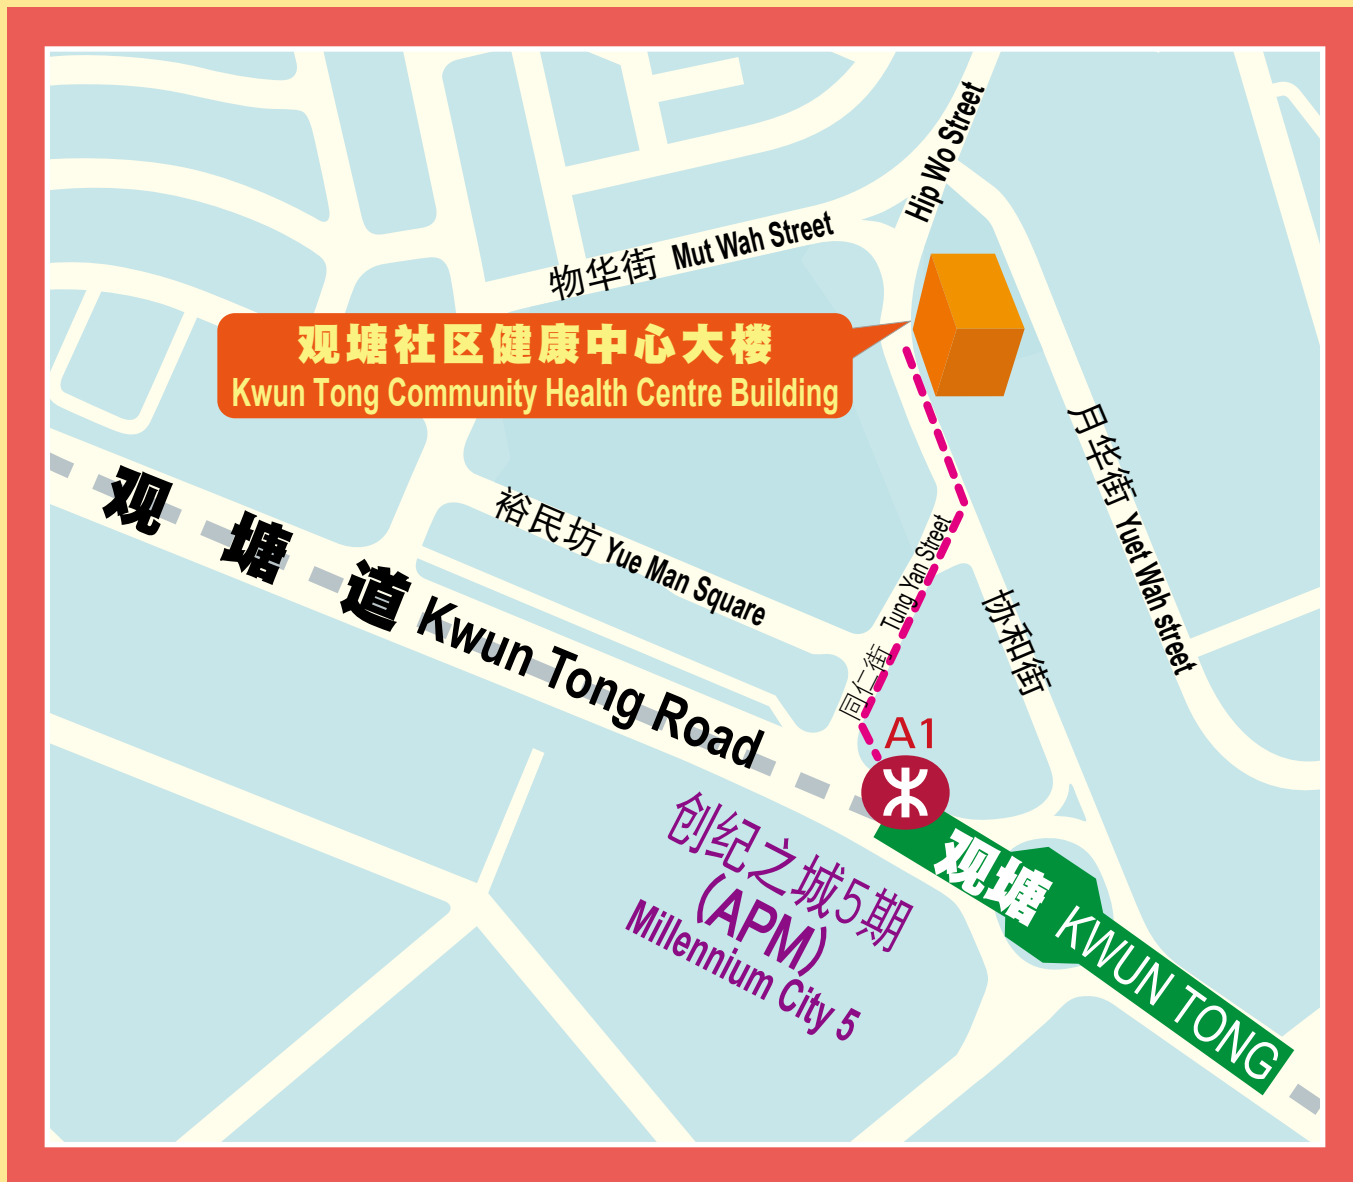 Hip Wo Street
物华街 Mut Wah Street
观塘社区健康中心大楼
Kwun Tong Community Health Centre Building
月华街 Yuet Wah street
裕民坊 Yue Man Square
观塘道 Kwun Tong Road
同仁街 Tung Yan Street
协和街
A1
创纪之城5期
(APM)
Millennium City 5
观塘 KWUN TONG